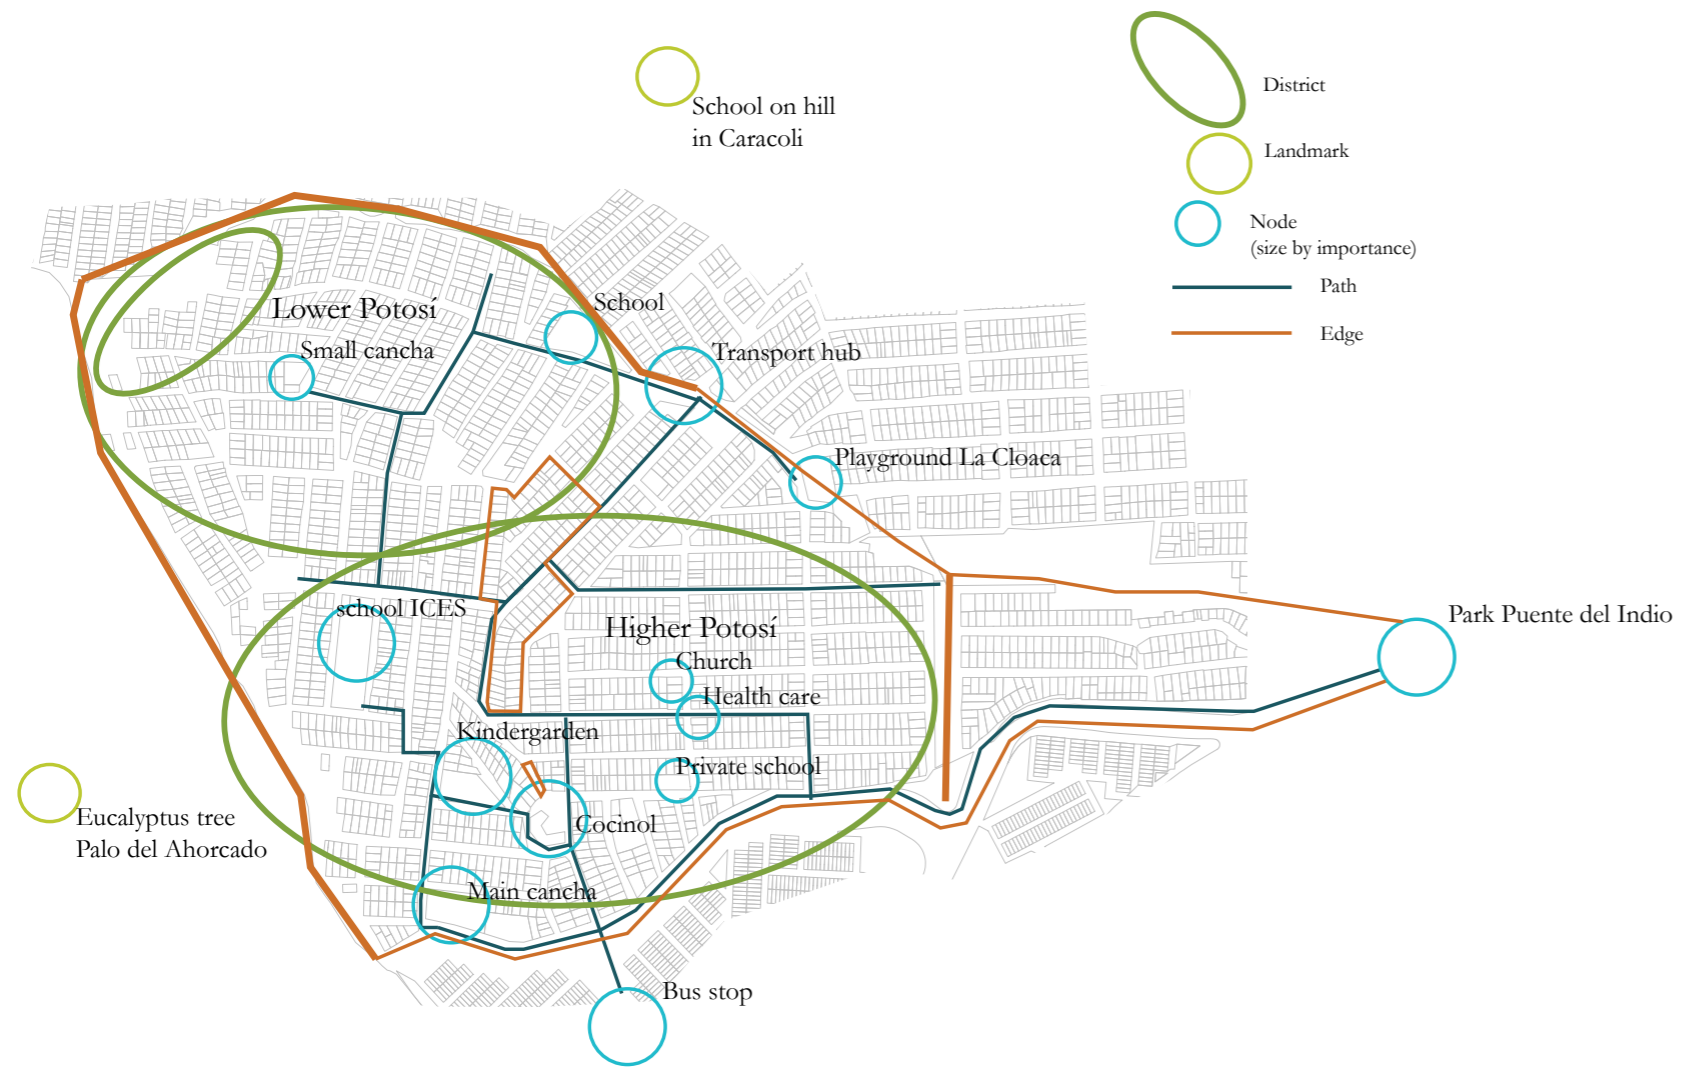 School on hill
in Caracoli
District
Landmark
Node
(size by importance)
Path
Edge
Lower Potosí
School
Small cancha
Transport hub
Playground La Cloaca
school ICES
Higher Potosí
Park Puente del Indio
Church
Health care
Kindergarden
Private school
Eucalyptus tree
Palo del Ahorcado
Cocinol
Main cancha
Bus stop